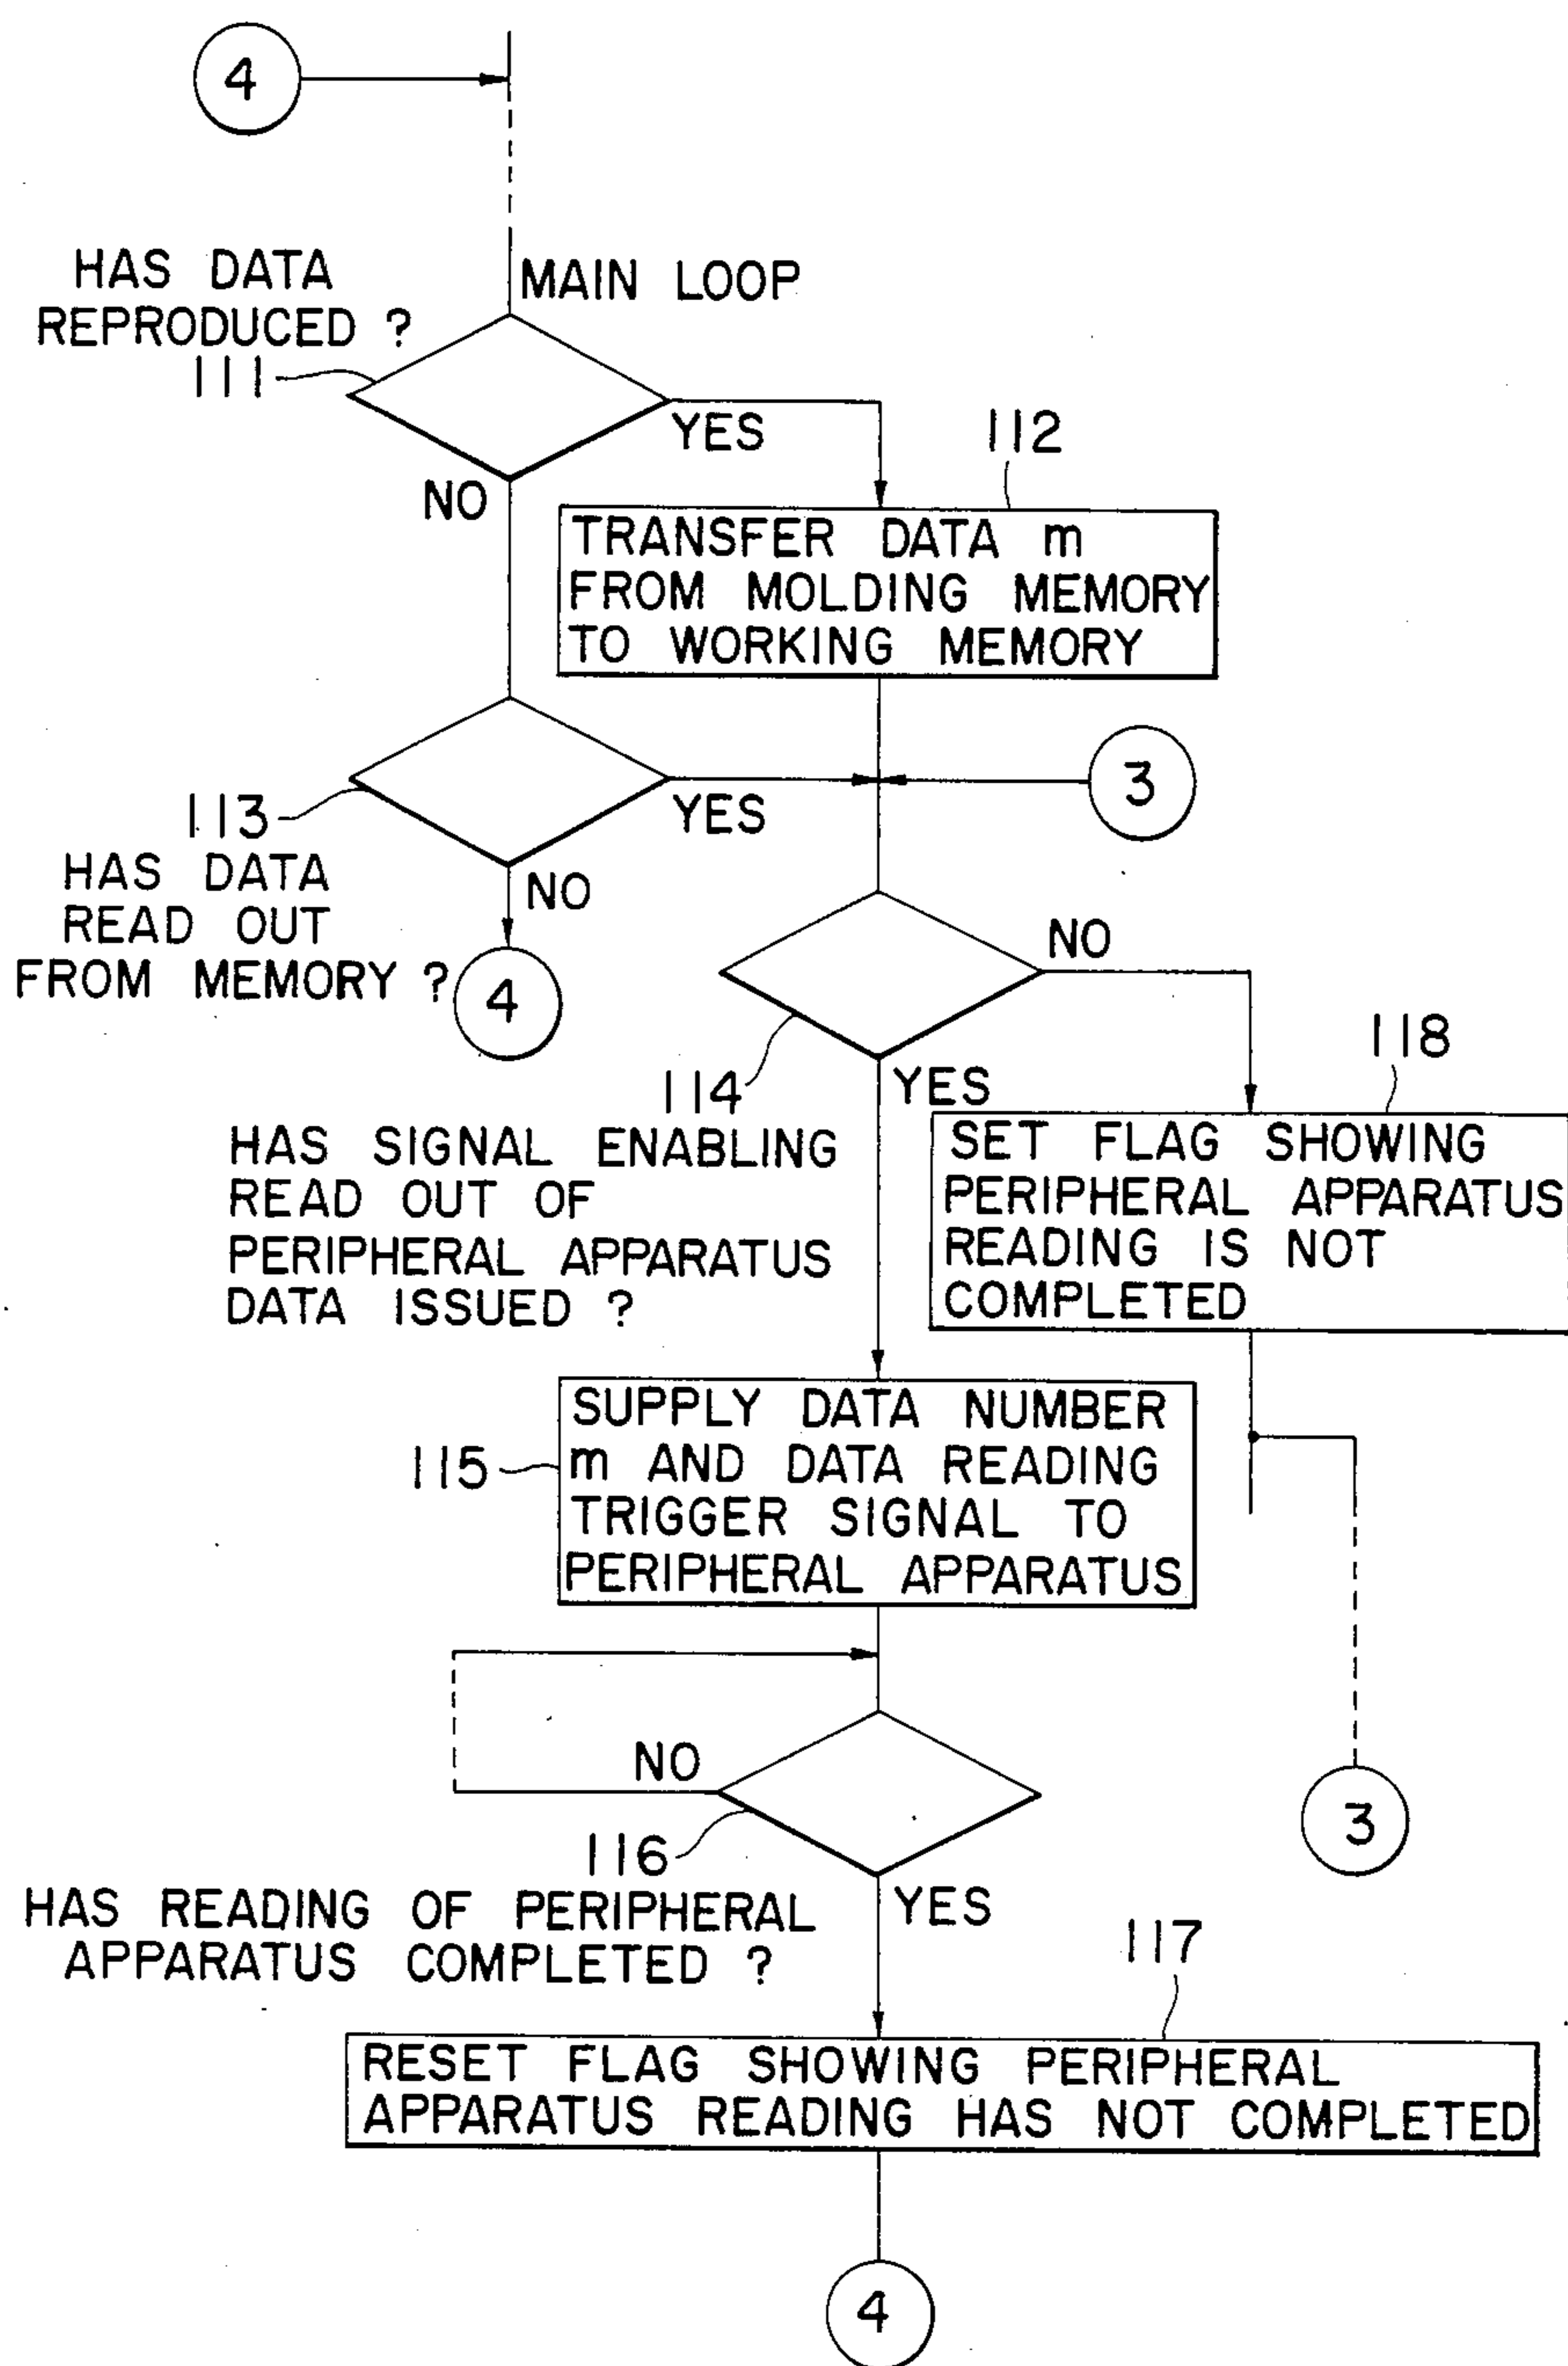 4
HAS DATA
REPRODUCED ?
111
MAIN LOOP
YES
NO
112
TRANSFER DATA m
FROM MOLDING MEMORY
TO WORKING MEMORY
113
HAS DATA
READ OUT
FROM MEMORY ?
YES
NO
4
3
114
HAS SIGNAL ENABLING
READ OUT OF
PERIPHERAL APPARATUS
DATA ISSUED ?
NO
YES
118
SET FLAG SHOWING
PERIPHERAL APPARATUS
READING IS NOT
COMPLETED
115
SUPPLY DATA NUMBER
m AND DATA READING
TRIGGER SIGNAL TO
PERIPHERAL APPARATUS
NO
3
116
HAS READING OF PERIPHERAL
APPARATUS COMPLETED ?
YES
117
RESET FLAG SHOWING PERIPHERAL
APPARATUS READING HAS NOT COMPLETED
4